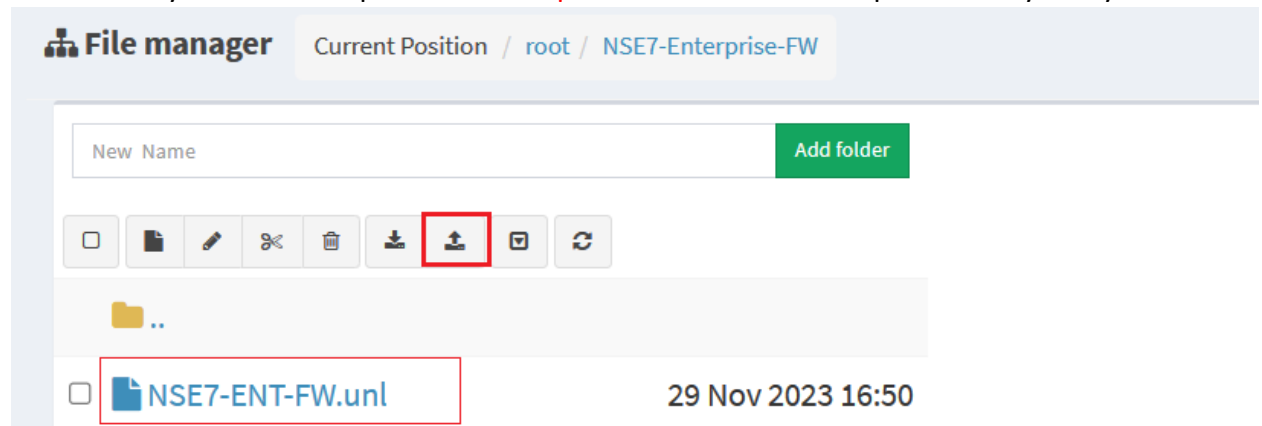 File manager Current Position / root / NSE7-Enterprise-FW
New Name Add folder
..
NSE7-ENT-FW.unl 29 Nov 2023 16:50